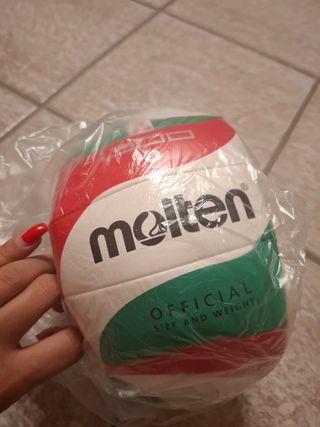 molten®
OFFICIAL
SIZE AND WEIGHT